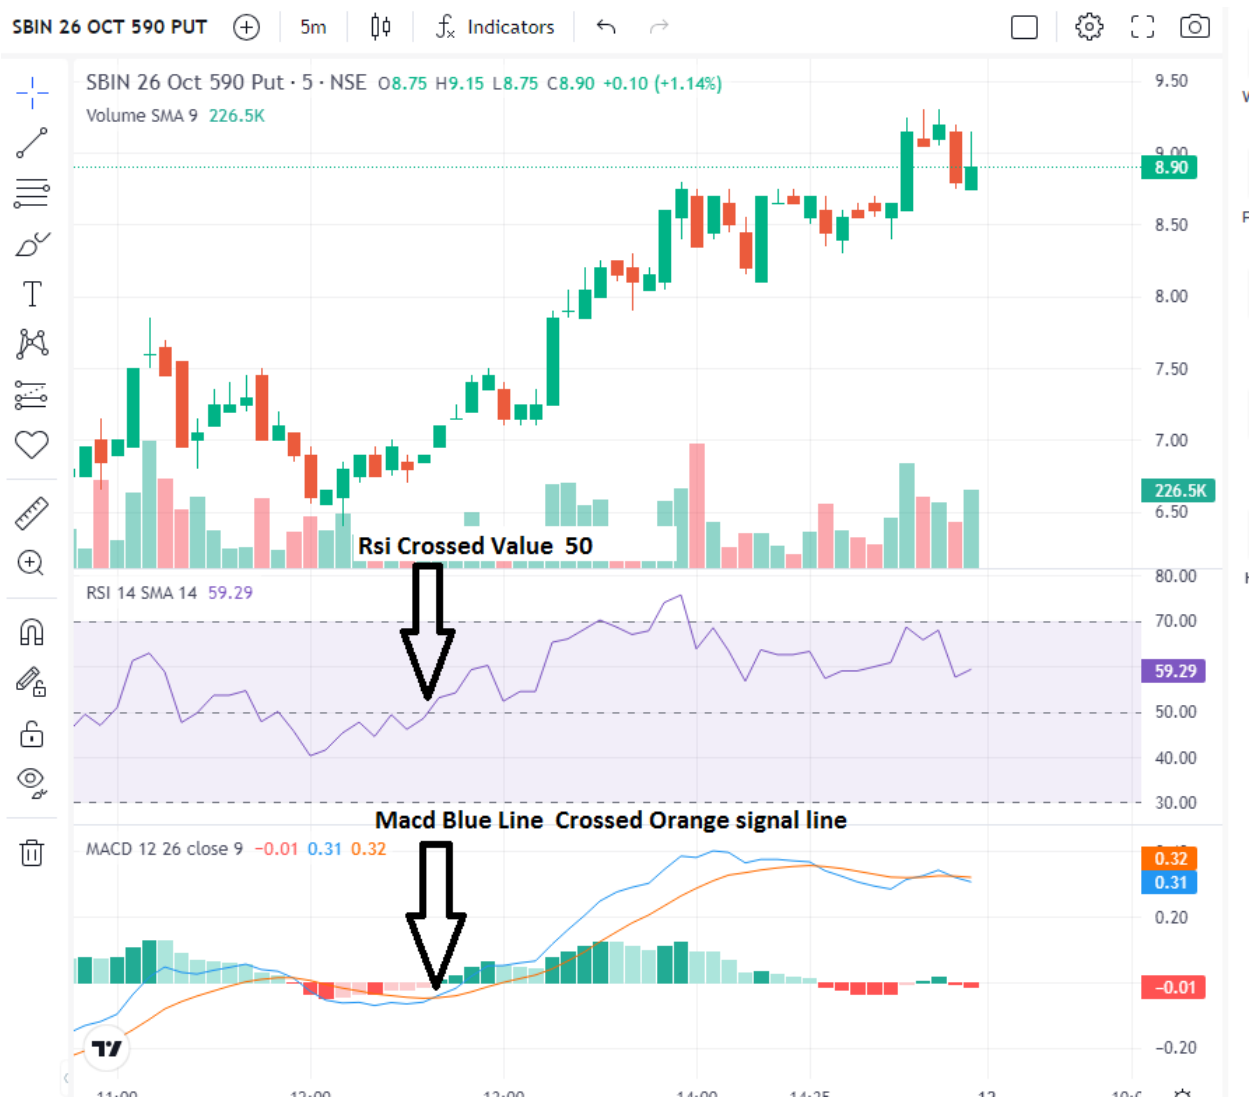 SBIN 26 OCT 590 PUT 5m Indicators
SBIN 26 Oct 590 Put · 5 · NSE O8.75 H9.15 L8.75 C8.90 +0.10 (+1.14%)
Volume SMA 9 226.5K
9.50
9.00
8.90
8.50
8.00
7.50
7.00
226.5K
6.50
Rsi Crossed Value 50
RSI 14 SMA 14 59.29
80.00
70.00
59.29
50.00
40.00
30.00
Macd Blue Line Crossed Orange signal line
MACD 12 26 close 9 −0.01 0.31 0.32
0.32
0.31
0.20
−0.01
−0.20
11:00 12:00 13:00 14:00 14:35 12